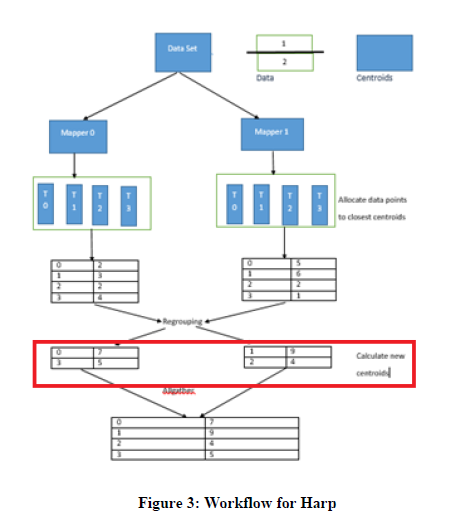 Data Set
1
2
Data
Centroids
Mapper 0
Mapper 1
T 0
T 1
T 2
T 3
T 0
T 1
T 2
T 3
Allocate data points
to closest centroids
0 2
1 3
2 2
3 4
0 5
1 6
2 2
3 1
Regrouping
0 7
3 5
1 9
2 4
Calculate new
centroids
Allgather
0 7
1 9
2 4
3 5
Figure 3: Workflow for Harp